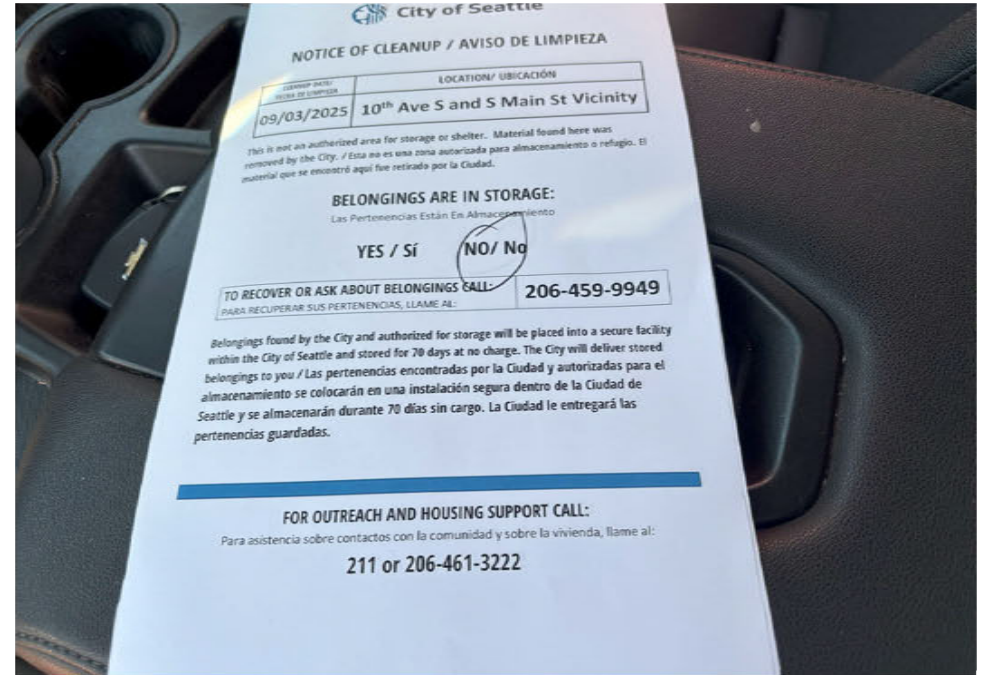 City of Seattle
NOTICE OF CLEANUP / AVISO DE LIMPIEZA
CLEANUP DATE/
FECHA DE LIMPIEZA
LOCATION/ UBICACIÓN
09/03/2025
10th Ave S and S Main St Vicinity
This is not an authorized area for storage or shelter. Material found here was
removed by the City. / Esta no es una zona autorizada para almacenamiento o refugio. El
material que se encontró aquí fue retirado por la Ciudad.
BELONGINGS ARE IN STORAGE:
Las Pertenencias Están En Almacenamiento
YES / Sí
NO/ No
TO RECOVER OR ASK ABOUT BELONGINGS CALL:
PARA RECUPERAR SUS PERTENENCIAS, LLAME AL:
206-459-9949
Belongings found by the City and authorized for storage will be placed into a secure facility
within the City of Seattle and stored for 70 days at no charge. The City will deliver stored
belongings to you / Las pertenencias encontradas por la Ciudad y autorizadas para el
almacenamiento se colocarán en una instalación segura dentro de la Ciudad de
Seattle y se almacenarán durante 70 días sin cargo. La Ciudad le entregará las
pertenencias guardadas.
FOR OUTREACH AND HOUSING SUPPORT CALL:
Para asistencia sobre contactos con la comunidad y sobre la vivienda, llame al:
211 or 206-461-3222